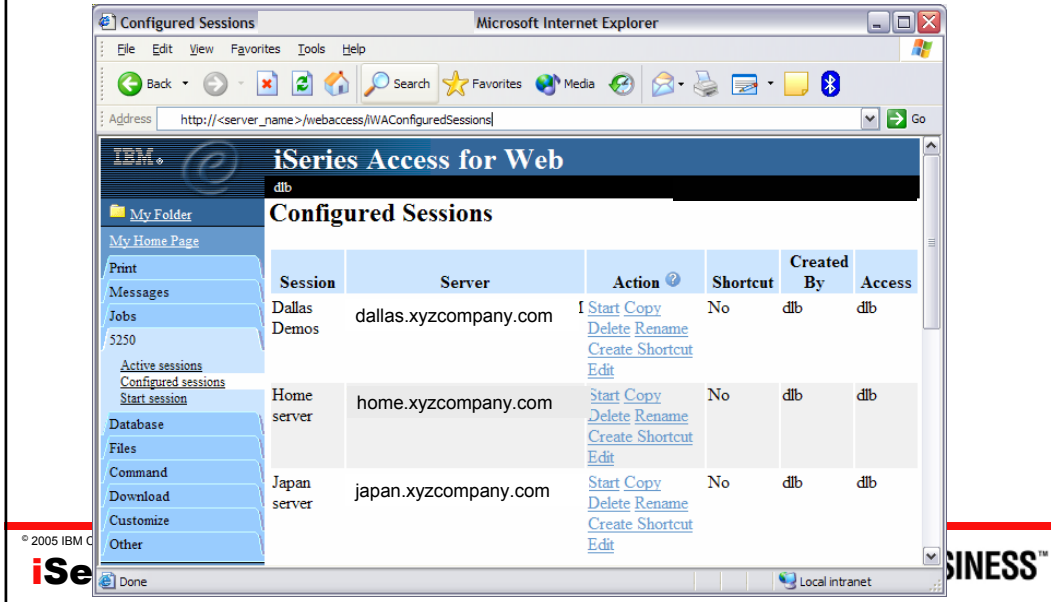 Configured Sessions Microsoft Internet Explorer
File Edit View Favorites Tools Help
Back Search Favorites Media
Address http://<server_name>/webaccess/iWAConfiguredSessions Go
IBM. e iSeries Access for Web
dlb
My Folder
My Home Page
Print
Messages
Jobs
5250
Active sessions
Configured sessions
Start session
Database
Files
Command
Download
Customize
Other
Configured Sessions
Session Server Action ? Shortcut Created By Access
Dallas Demos dallas.xyzcompany.com Start Copy No dlb dlb
Delete Rename
Create Shortcut
Edit
Home server home.xyzcompany.com Start Copy No dlb dlb
Delete Rename
Create Shortcut
Edit
Japan server japan.xyzcompany.com Start Copy No dlb dlb
Delete Rename
Create Shortcut
Edit
Done Local intranet
© 2005 IBM C
iSe
SINESS™